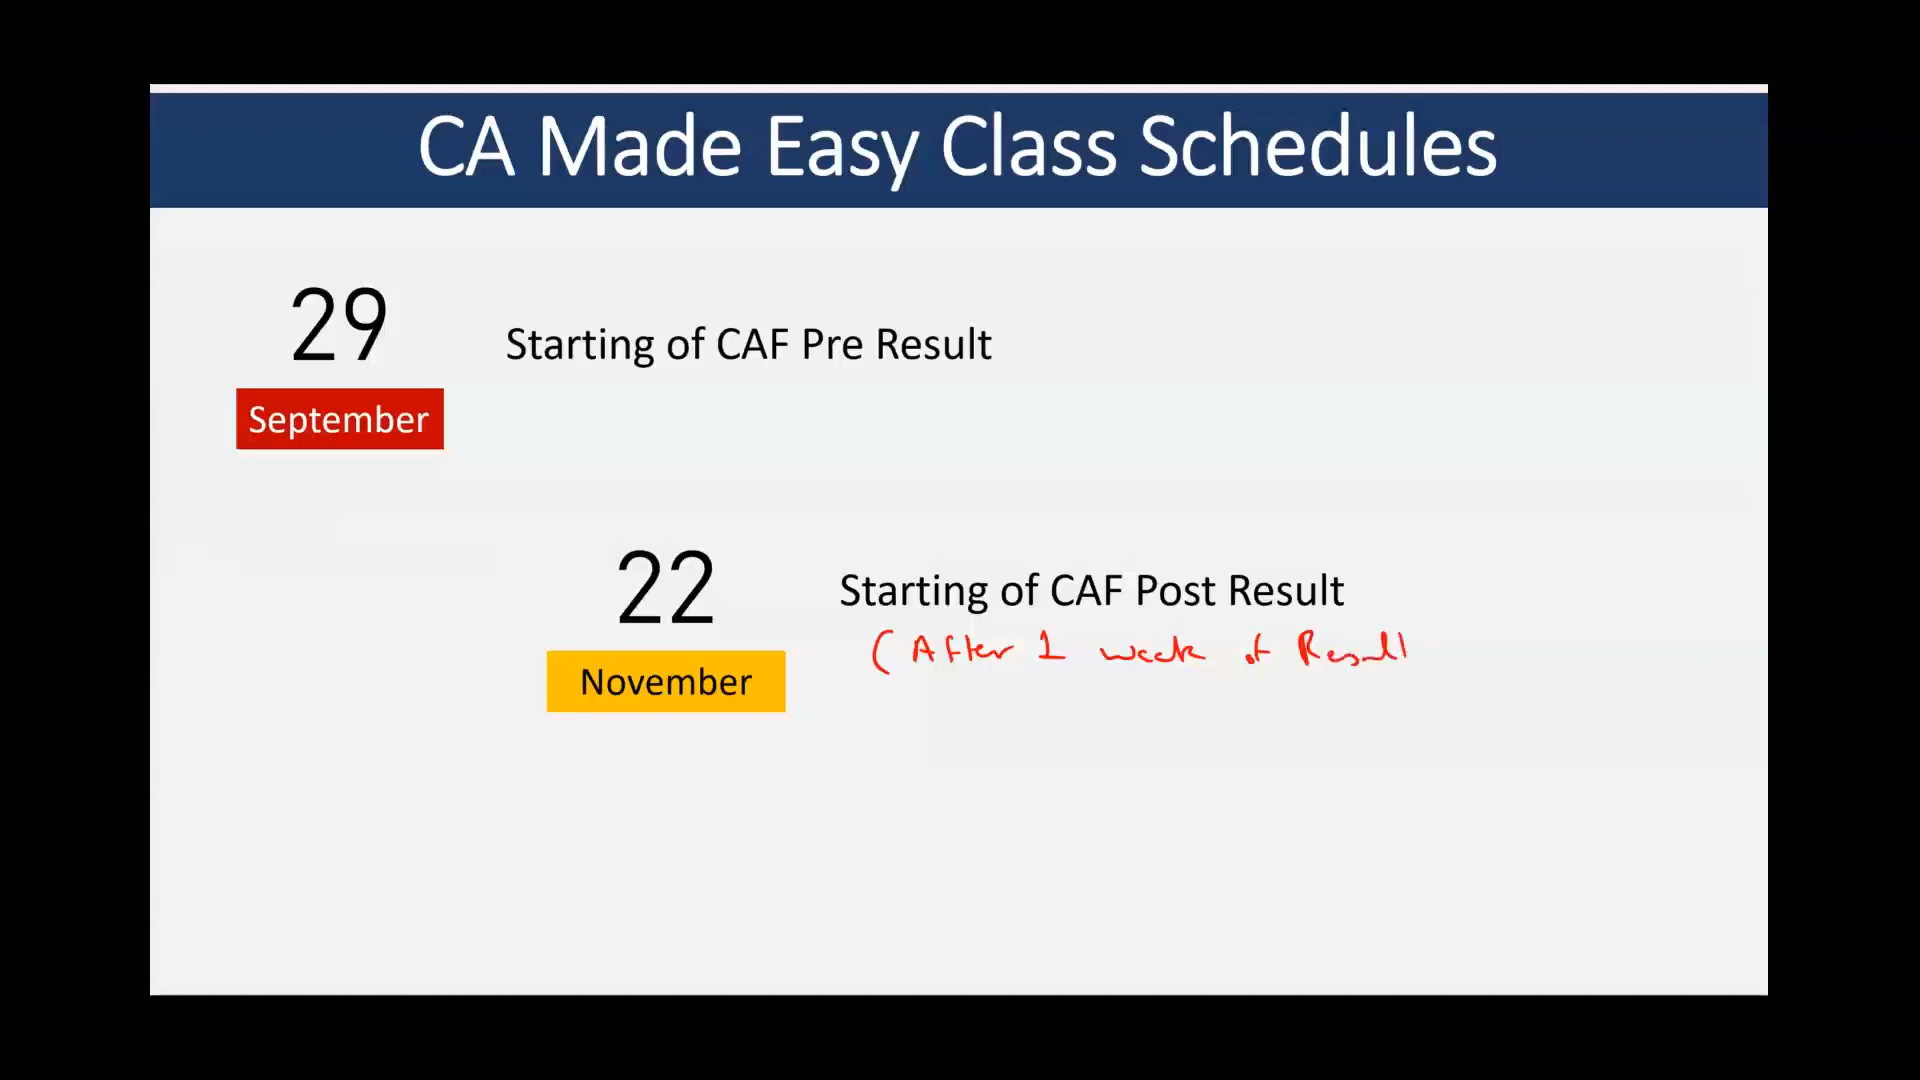 CA Made Easy Class Schedules
29
Starting of CAF Pre Result
September
22
Starting of CAF Post Result
(After 1 week of Result
November